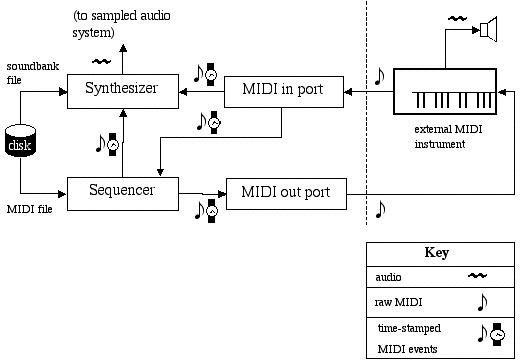 (to sampled audio
system)
soundbank
file
Synthesizer
MIDI in port
external MIDI
instrument
disk
Sequencer
MIDI out port
MIDI file
Key
audio
raw MIDI
time-stamped
MIDI events